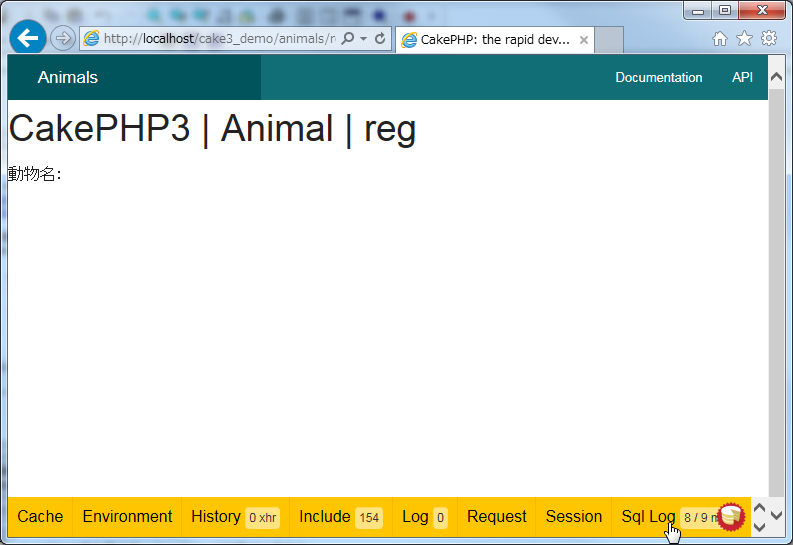 http://localhost/cake3_demo/animals/r
CakePHP: the rapid dev...
Animals
Documentation
API
CakePHP3 | Animal | reg
動物名:
Cache
Environment
History 0 xhr
Include 154
Log 0
Request
Session
Sql Log 8 / 9